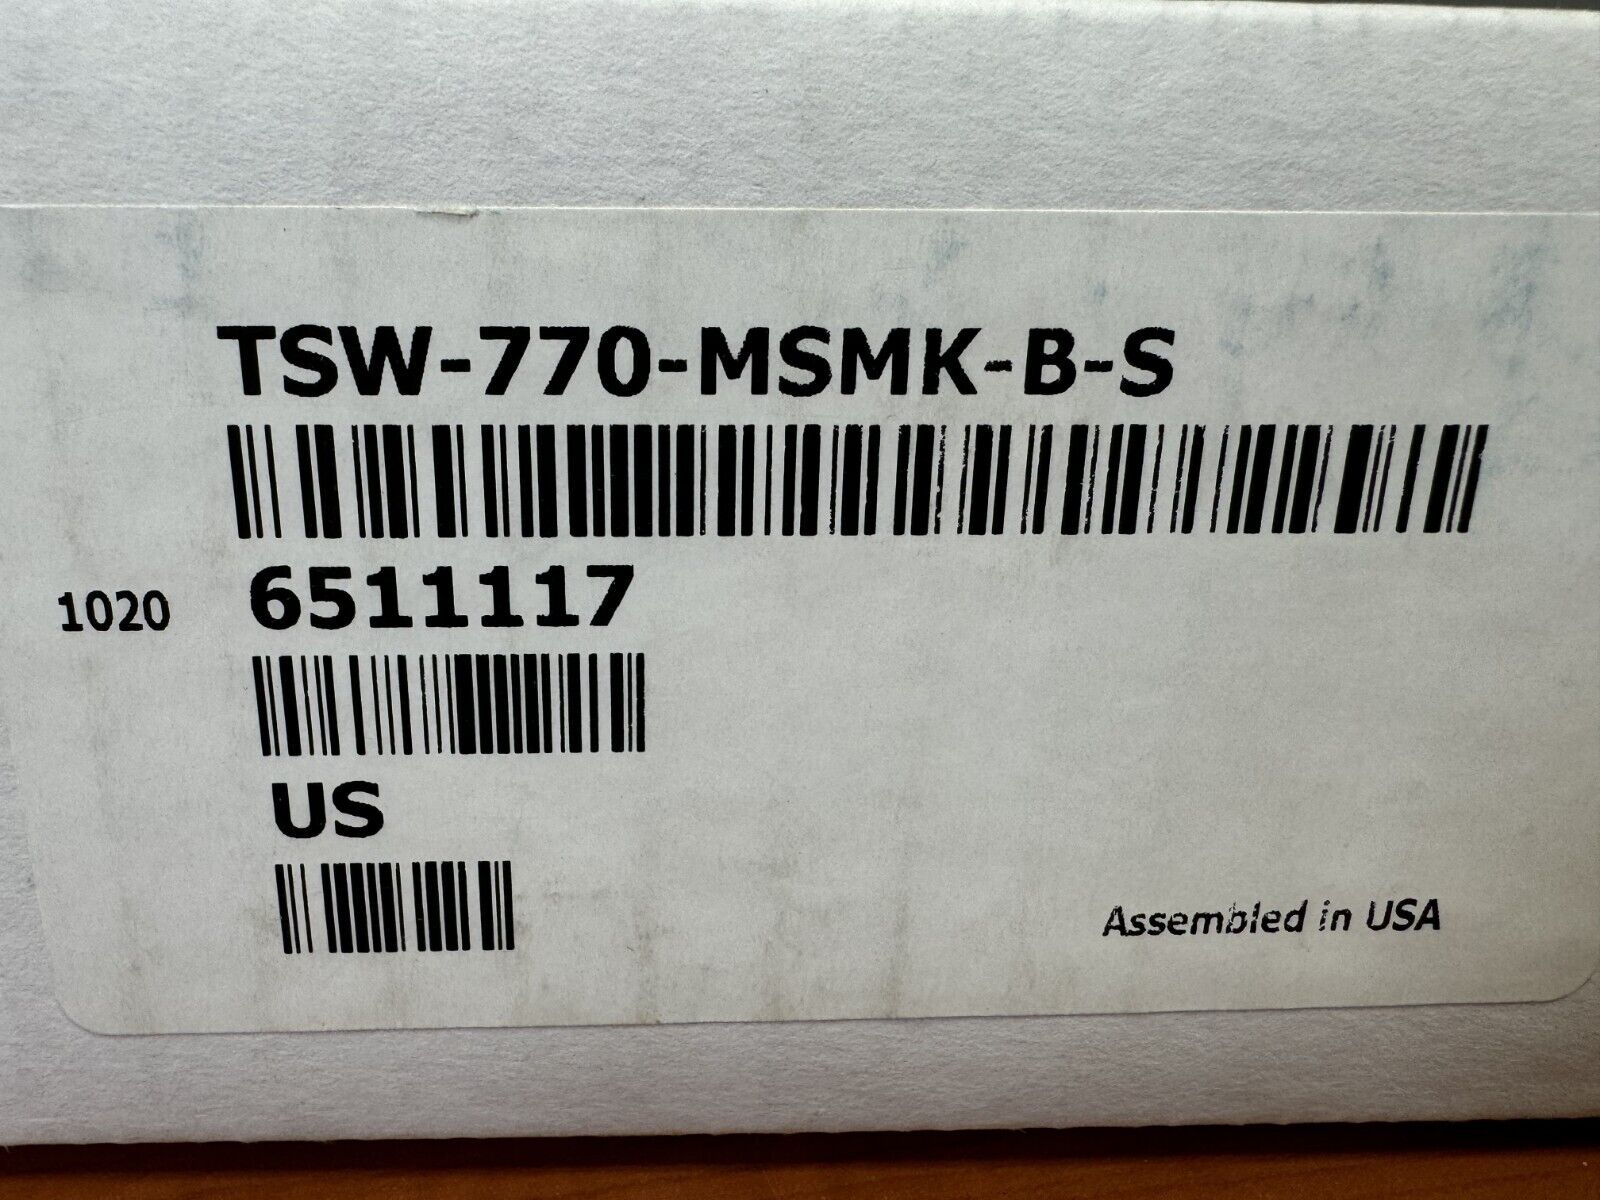 TSW-770-MSMK-B-S
1020 6511117
US
Assembled in USA